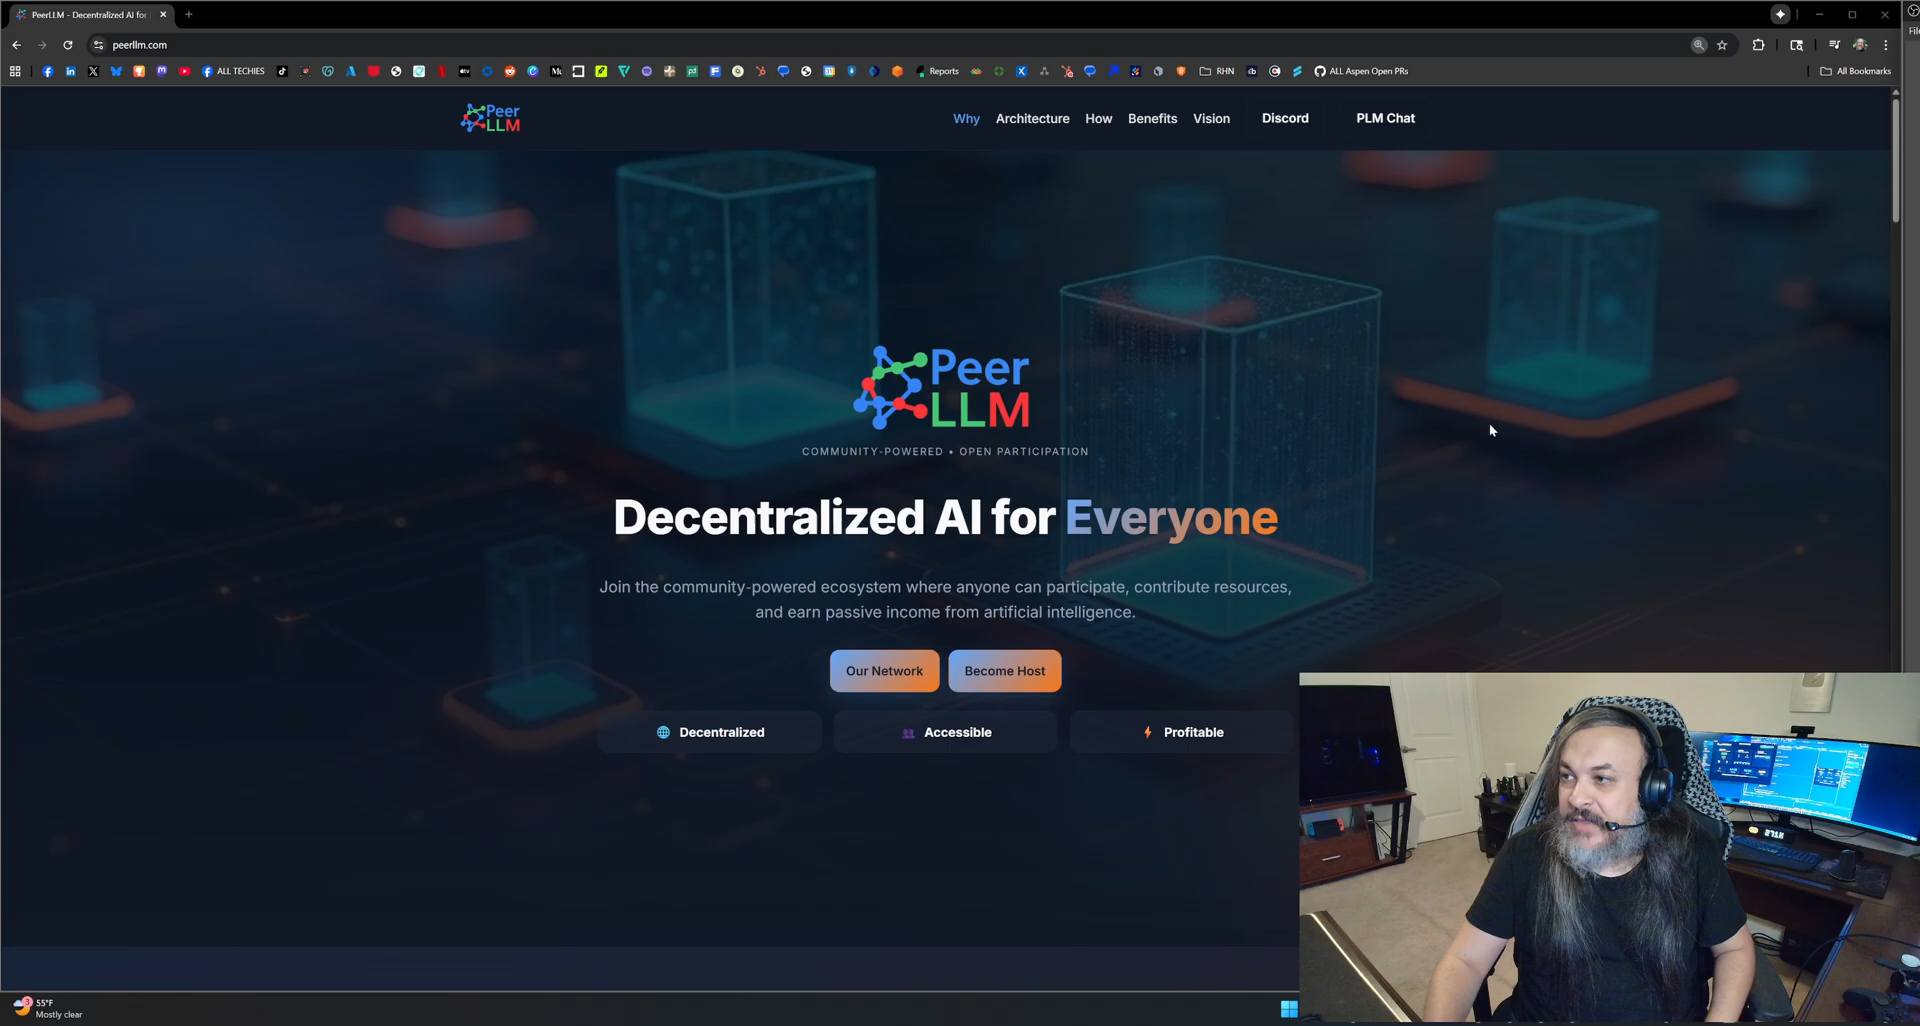 PeerLLM - Decentralized AI for
peerllm.com
ALL TECHIES
Reports
RHN
ALL Aspen Open PRs
All Bookmarks
File
Peer
LLM
Why
Architecture
How
Benefits
Vision
Discord
PLM Chat
Peer
LLM
COMMUNITY-POWERED • OPEN PARTICIPATION
Decentralized AI for Everyone
Join the community-powered ecosystem where anyone can participate, contribute resources,
and earn passive income from artificial intelligence.
Our Network
Become Host
Decentralized
Accessible
Profitable
3
55°F
Mostly clear